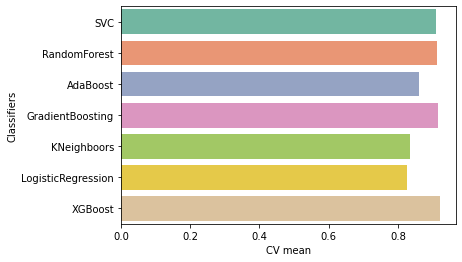 SVC
RandomForest
AdaBoost
GradientBoosting
KNeighboors
LogisticRegression
XGBoost
Classifiers
0.0 0.2 0.4 0.6 0.8
CV mean